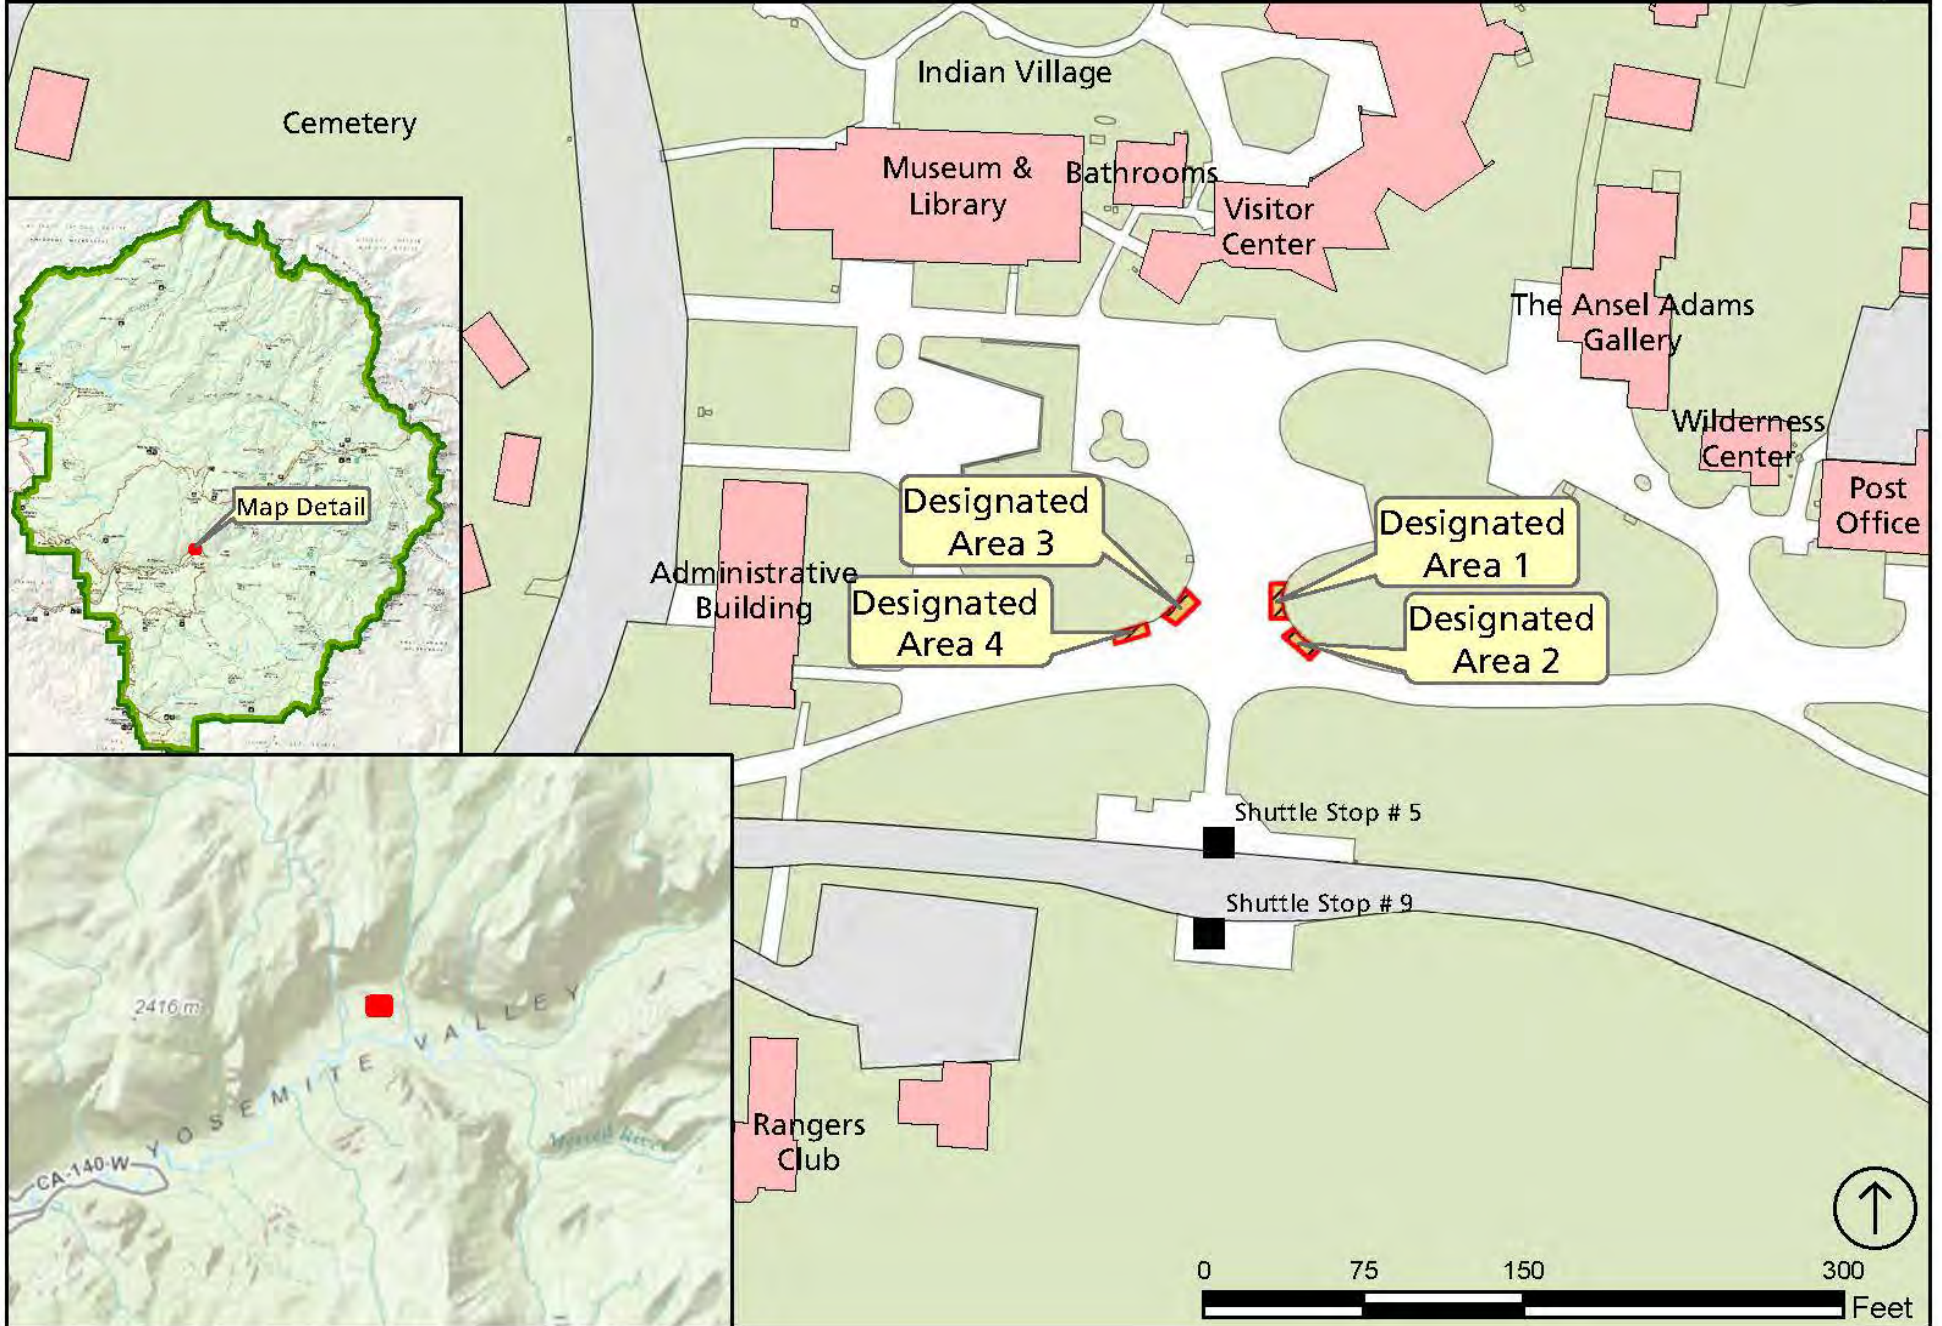 Indian Village
Cemetery
Museum &
Library
Bathrooms
Visitor
Center
The Ansel Adams
Gallery
Wilderness
Center
Post
Office
Map Detail
Designated
Area 3
Designated
Area 1
Administrative
Building
Designated
Area 4
Designated
Area 2
Shuttle Stop # 5
Shuttle Stop # 9
2416 m
YOSEMITE VALLEY
CA-140-W
Merced River
Rangers
Club
0 75 150 300
Feet